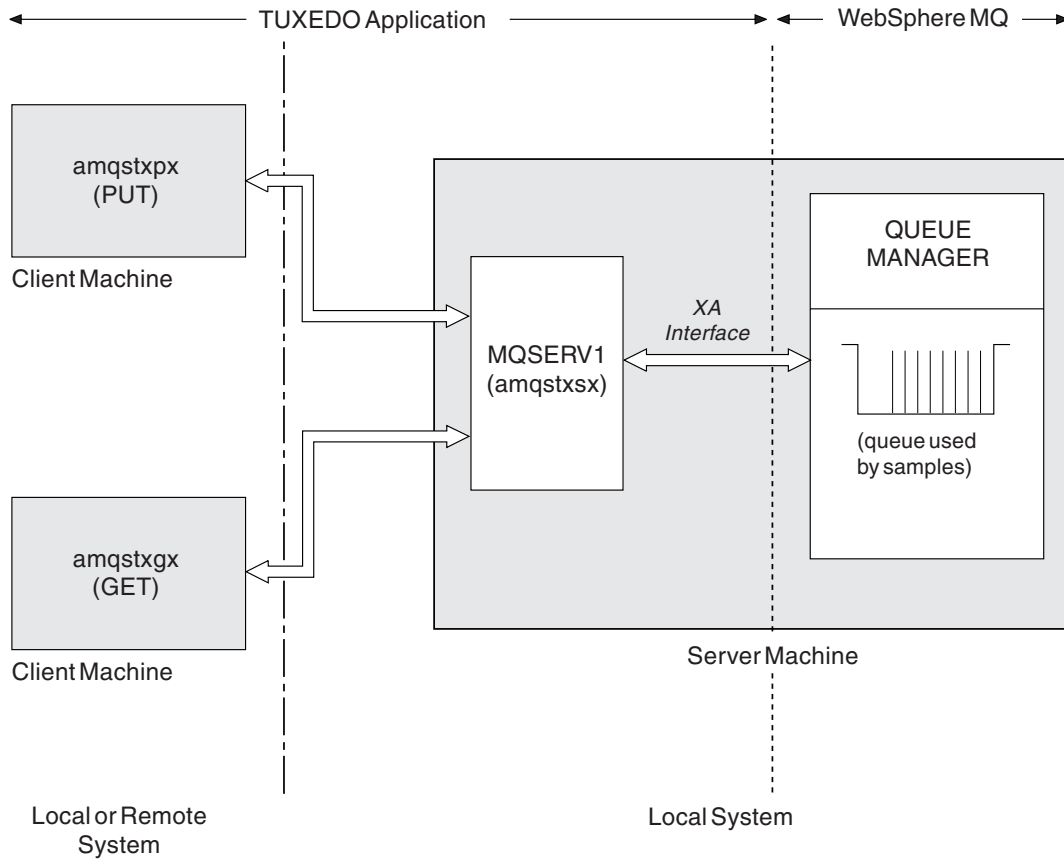 TUXEDO Application
WebSphere MQ
amqstxpx
(PUT)
Client Machine
QUEUE
MANAGER
XA
Interface
MQSERV1
(amqstxsx)
(queue used
by samples)
amqstxgx
(GET)
Client Machine
Server Machine
Local or Remote
System
Local System